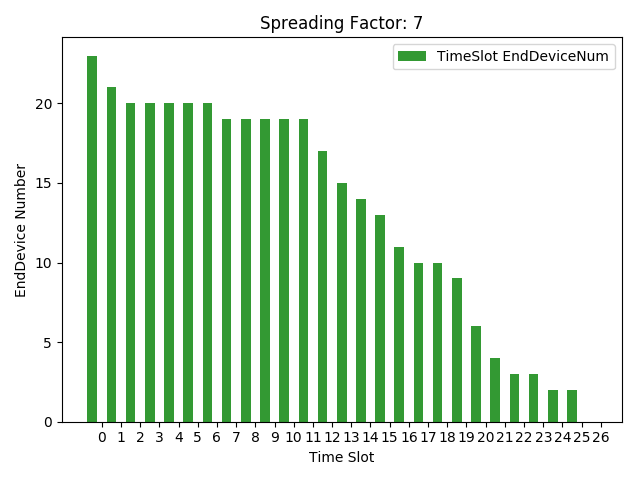 Spreading Factor: 7
TimeSlot EndDeviceNum
EndDevice Number
20
15
10
5
0
0 1 2 3 4 5 6 7 8 9 10 11 12 13 14 15 16 17 18 19 20 21 22 23 24 25 26
Time Slot